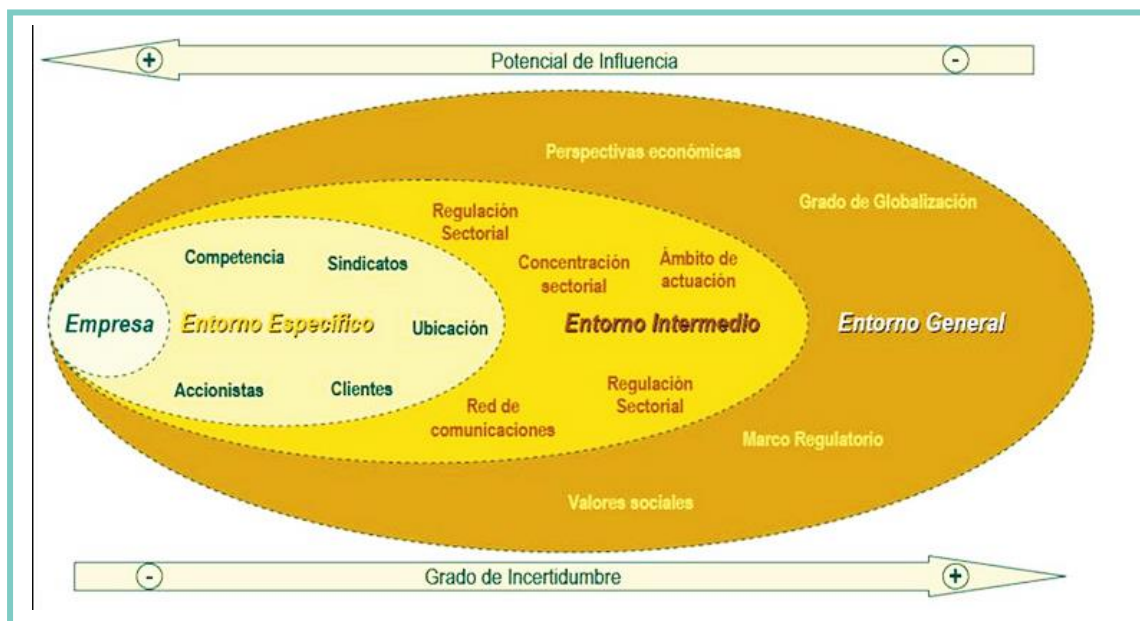 + Potencial de Influencia -
Perspectivas económicas
Grado de Globalización
Regulación
Sectorial
Competencia
Sindicatos
Concentración
sectorial
Ámbito de
actuación
Empresa
Entorno Específico
Ubicación
Entorno Intermedio
Entorno General
Accionistas
Clientes
Red de
comunicaciones
Regulación
Sectorial
Marco Regulatorio
Valores sociales
- Grado de Incertidumbre +